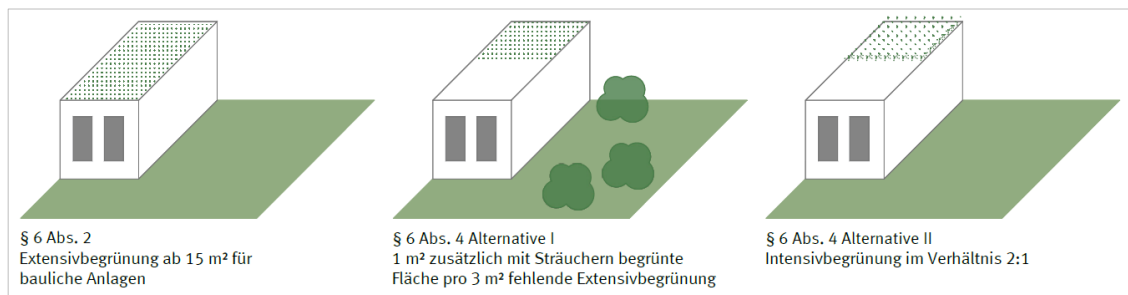 § 6 Abs. 2
Extensivbegrünung ab 15 m² für
bauliche Anlagen
§ 6 Abs. 4 Alternative I
1 m² zusätzlich mit Sträuchern begrünte
Fläche pro 3 m² fehlende Extensivbegrünung
§ 6 Abs. 4 Alternative II
Intensivbegrünung im Verhältnis 2:1